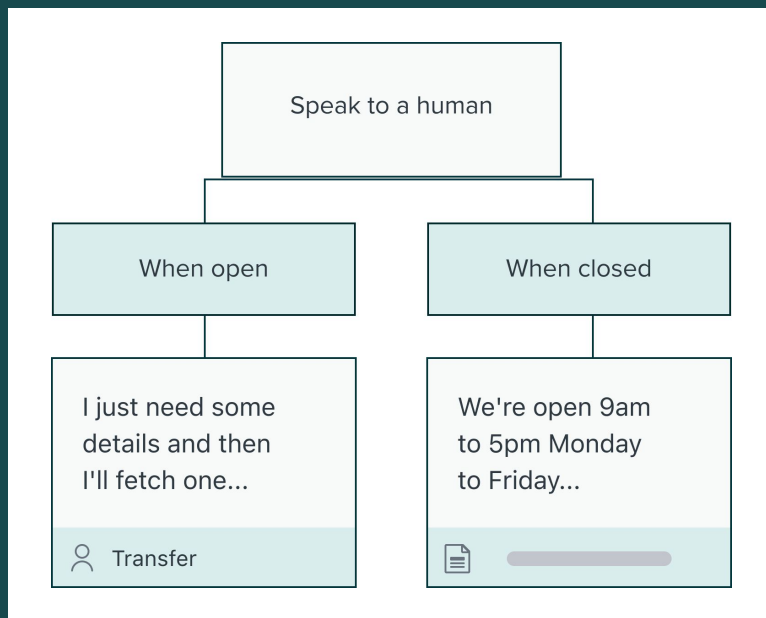 Speak to a human
When open
When closed
I just need some
details and then
I'll fetch one...
We're open 9am
to 5pm Monday
to Friday...
Transfer